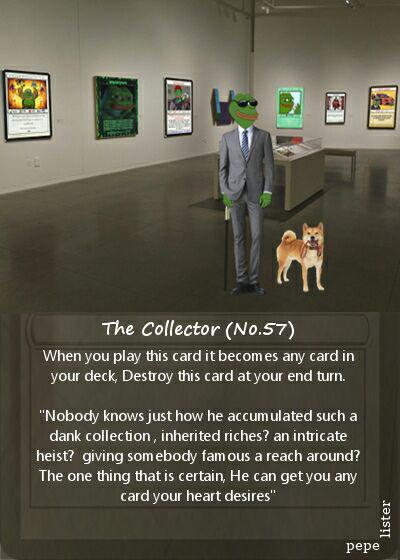 The Collector (No.57)
When you play this card it becomes any card in
your deck, Destroy this card at your end turn.
"Nobody knows just how he accumulated such a
dank collection , inherited riches? an intricate
heist?  giving somebody famous a reach around?
The one thing that is certain, He can get you any
card your heart desires"
pepe
lister